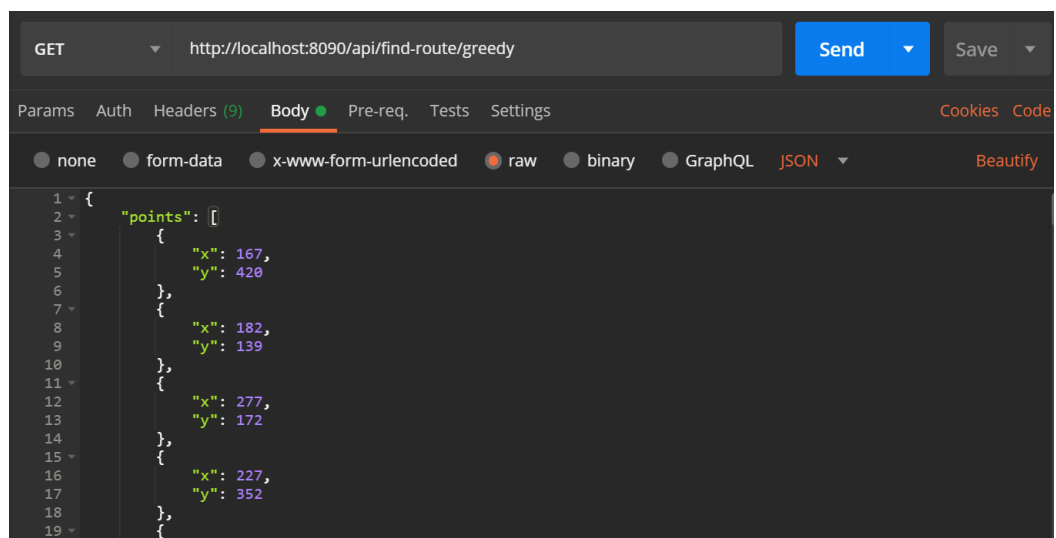 GET http://localhost:8090/api/find-route/greedy Send Save
Params Auth Headers (9) Body Pre-req. Tests Settings Cookies Code
none form-data x-www-form-urlencoded raw binary GraphQL JSON Beautify
1 {
2 "points": [
3 {
4 "x": 167,
5 "y": 420
6 },
7 {
8 "x": 182,
9 "y": 139
10 },
11 {
12 "x": 277,
13 "y": 172
14 },
15 {
16 "x": 227,
17 "y": 352
18 },
19 {